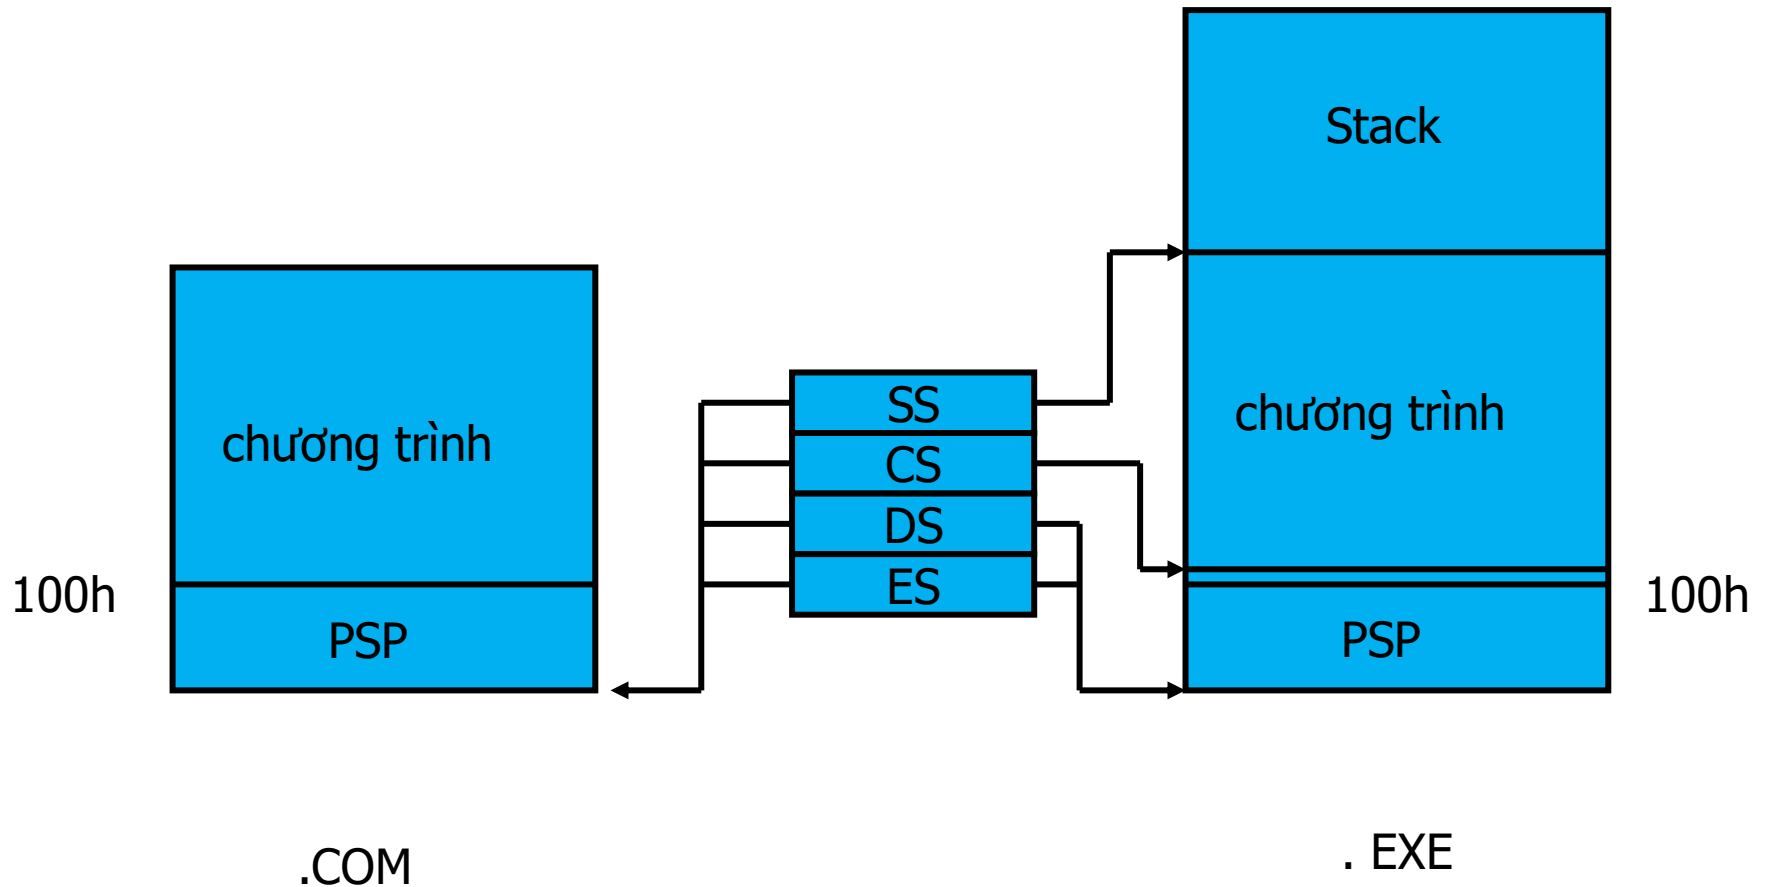 Stack
chương trình
chương trình
SS
CS
DS
ES
100h
100h
PSP
PSP
.COM
. EXE